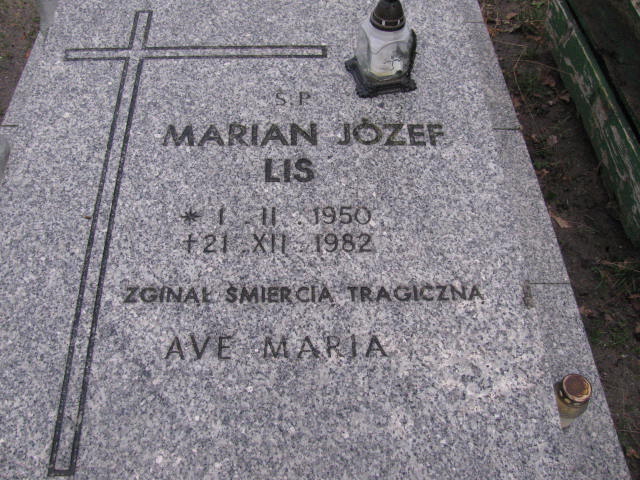 S.P
MARIAN JÓZEF
LIS
* 1. II. 1950
+21. XII. 1982
ZGINĄŁ ŚMIERCIĄ TRAGICZNĄ
AVE MARIA